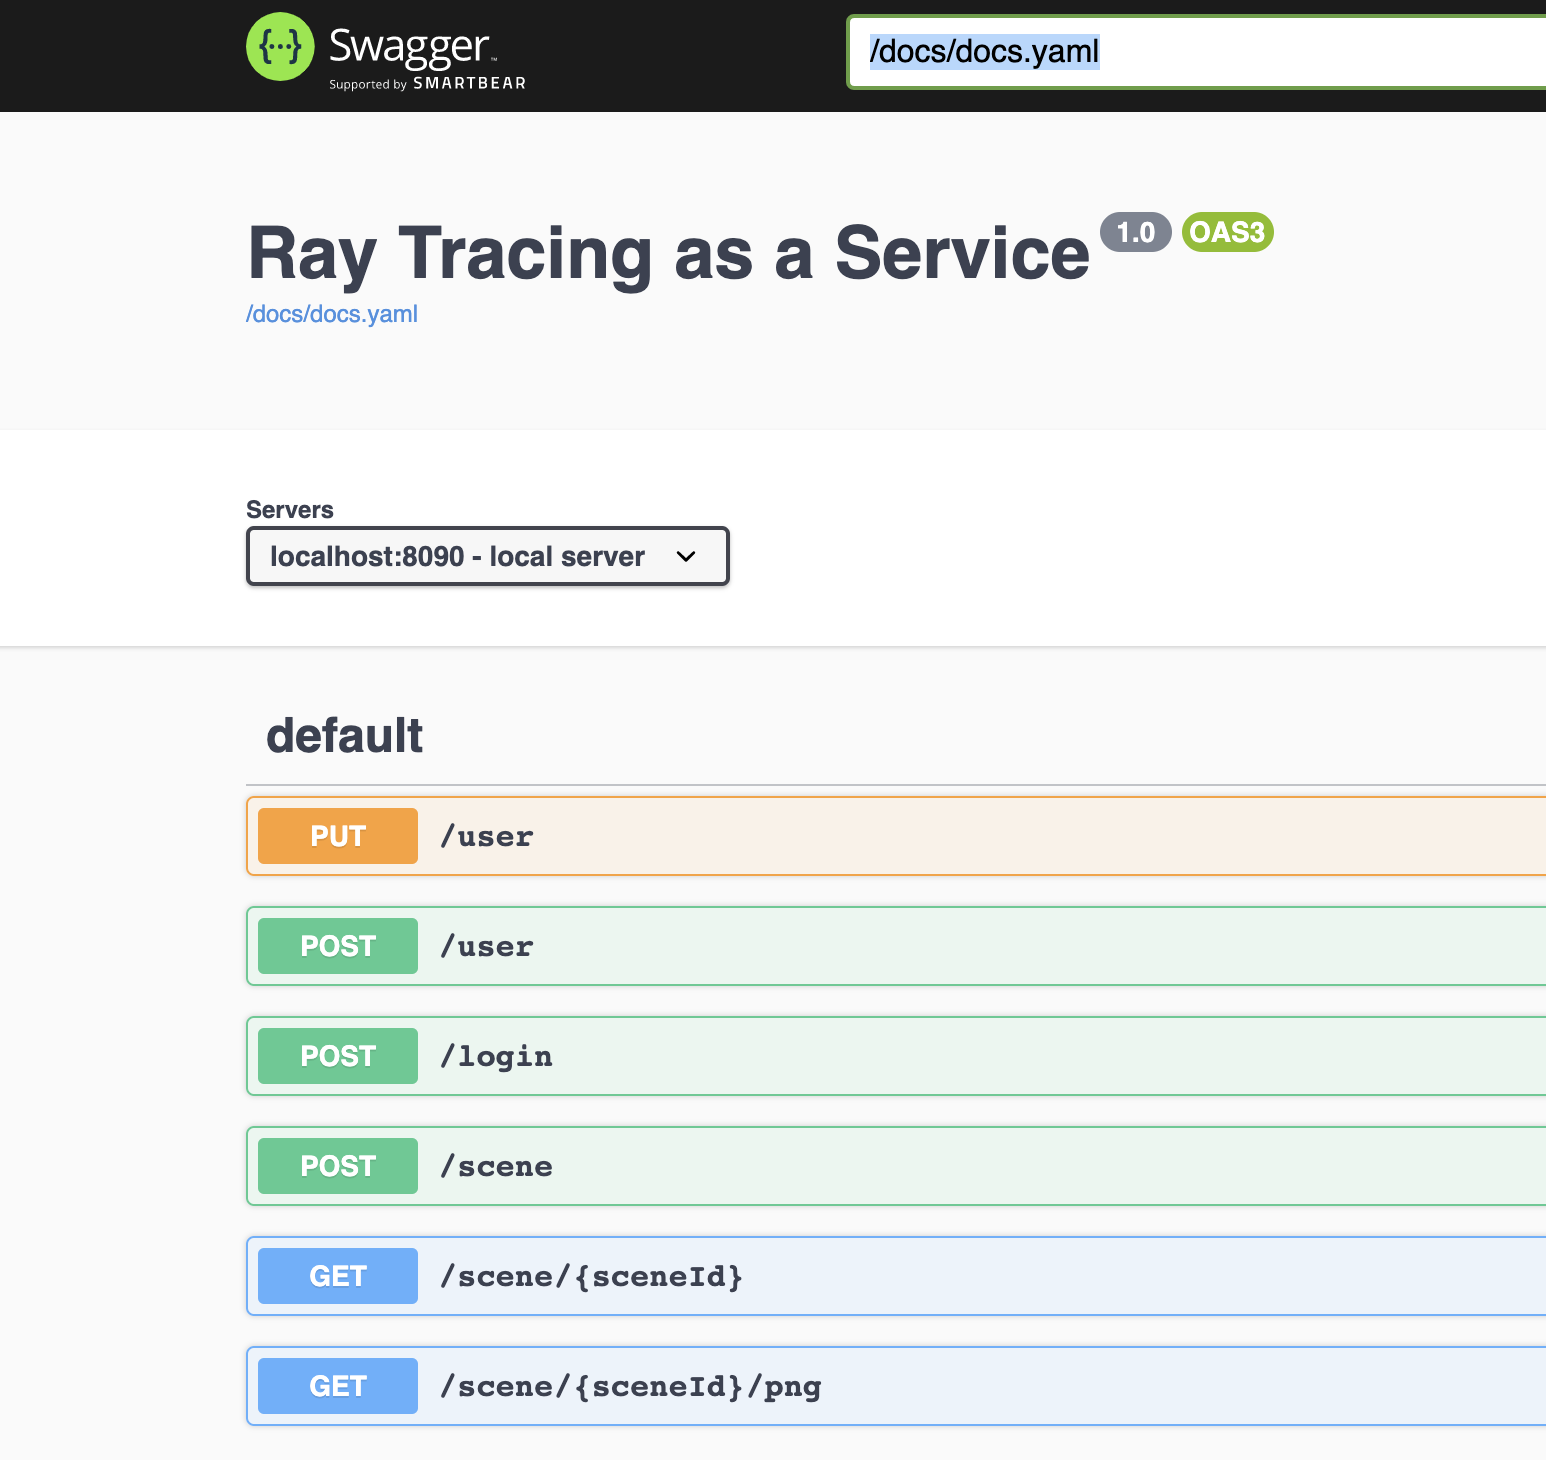 {···} Swagger™ /docs/docs.yaml
Supported by SMARTBEAR
Ray Tracing as a Service 1.0 OAS3
/docs/docs.yaml
Servers
localhost:8090 - local server
default
PUT /user
POST /user
POST /login
POST /scene
GET /scene/{sceneId}
GET /scene/{sceneId}/png